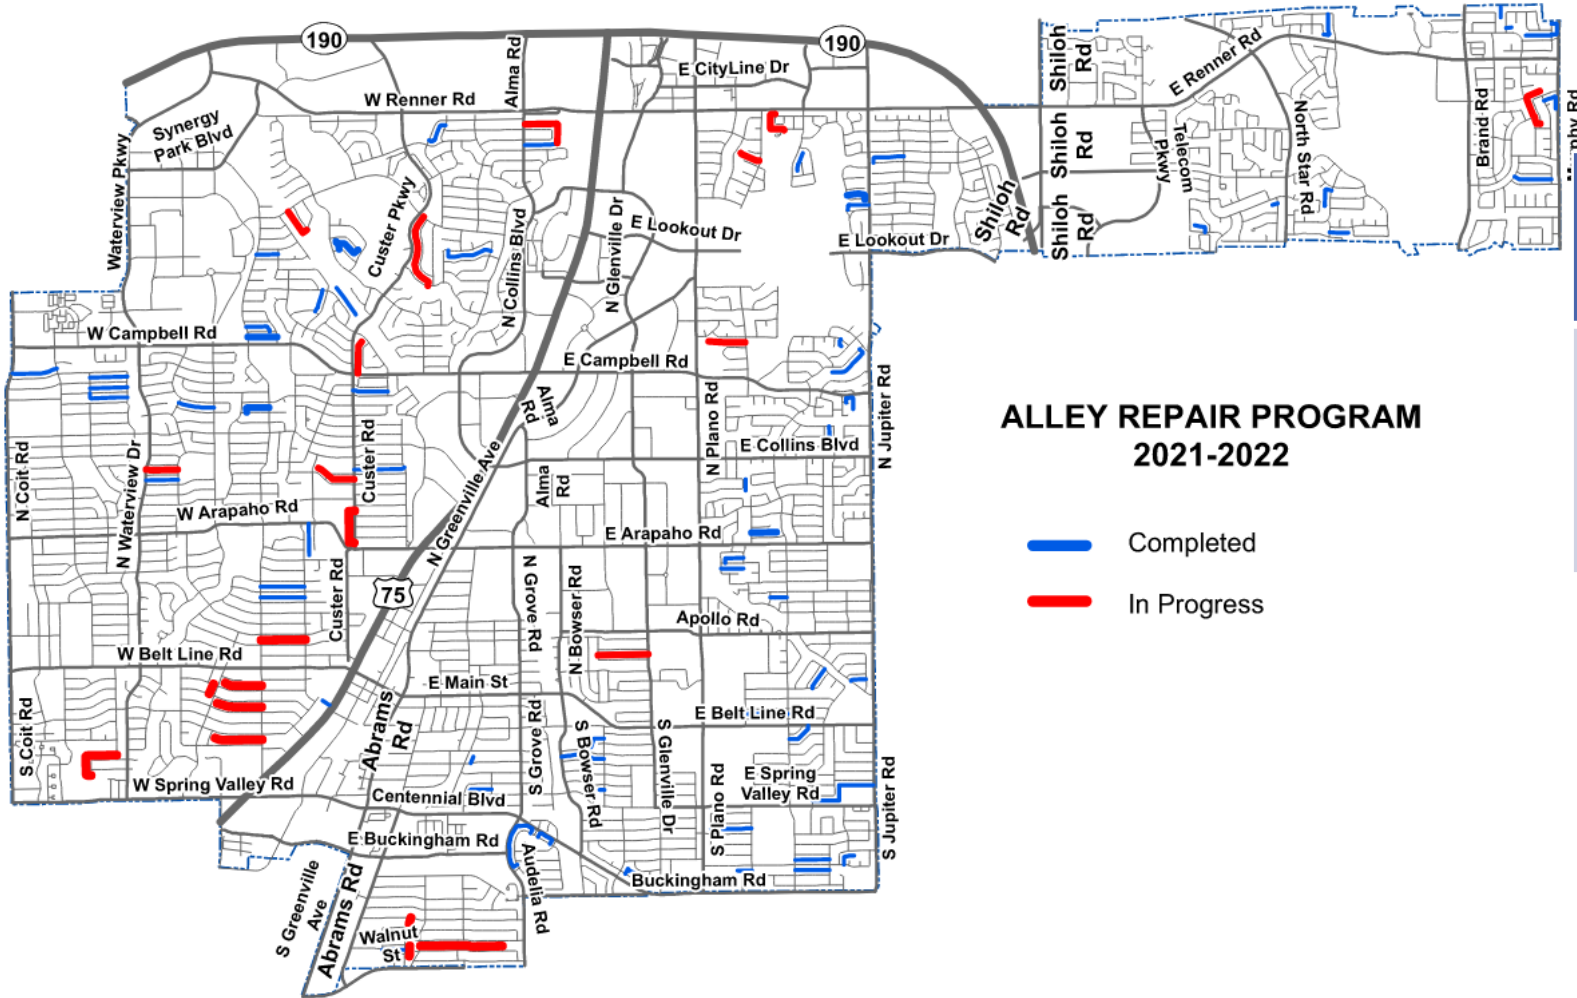 190
190
Alma Rd
E CityLine Dr
Shiloh
Rd
E Renner Rd
W Renner Rd
Synergy
Park Blvd
Waterview Pkwy
Shiloh
Rd
Telecom
Pkwy
North Star Rd
Brand Rd
Custer Pkwy
N Collins Blvd
N Glenville Dr
E Lookout Dr
E Lookout Dr
Shiloh
Rd
Shiloh
Rd
W Campbell Rd
E Campbell Rd
Alma
Rd
N Plano Rd
N Jupiter Rd
ALLEY REPAIR PROGRAM
2021-2022
N Coit Rd
N Waterview Dr
Custer Rd
N Greenville Ave
Alma
Rd
E Collins Blvd
W Arapaho Rd
E Arapaho Rd
Completed
In Progress
75
Custer Rd
N Grove Rd
N Bowser Rd
Apollo Rd
W Belt Line Rd
E Main St
E Belt Line Rd
S Coit Rd
Abrams
Rd
S Grove Rd
S Bowser Rd
S Glenville Dr
S Plano Rd
E Spring
Valley Rd
S Jupiter Rd
W Spring Valley Rd
Centennial Blvd
E Buckingham Rd
Buckingham Rd
Audelia Rd
S Greenville
Ave
Abrams Rd
Walnut
St